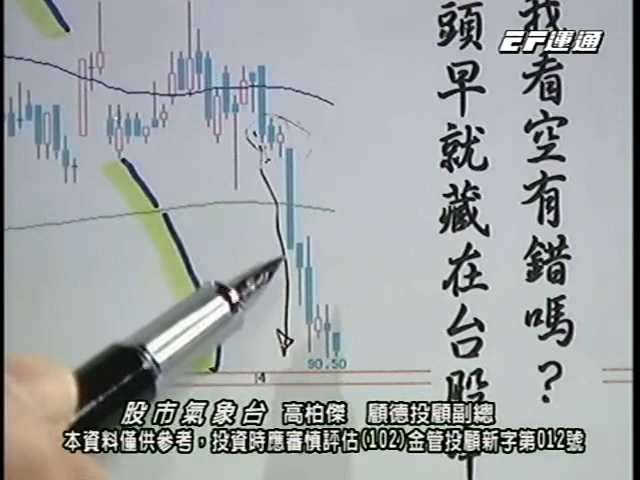 EF運通
我看空有錯嗎？
頭早就藏在台股
90.50
14
股市氣象台 高柏傑 顧德投顧副總
本資料僅供參考，投資時應審慎評估(102)金管投顧新字第012號